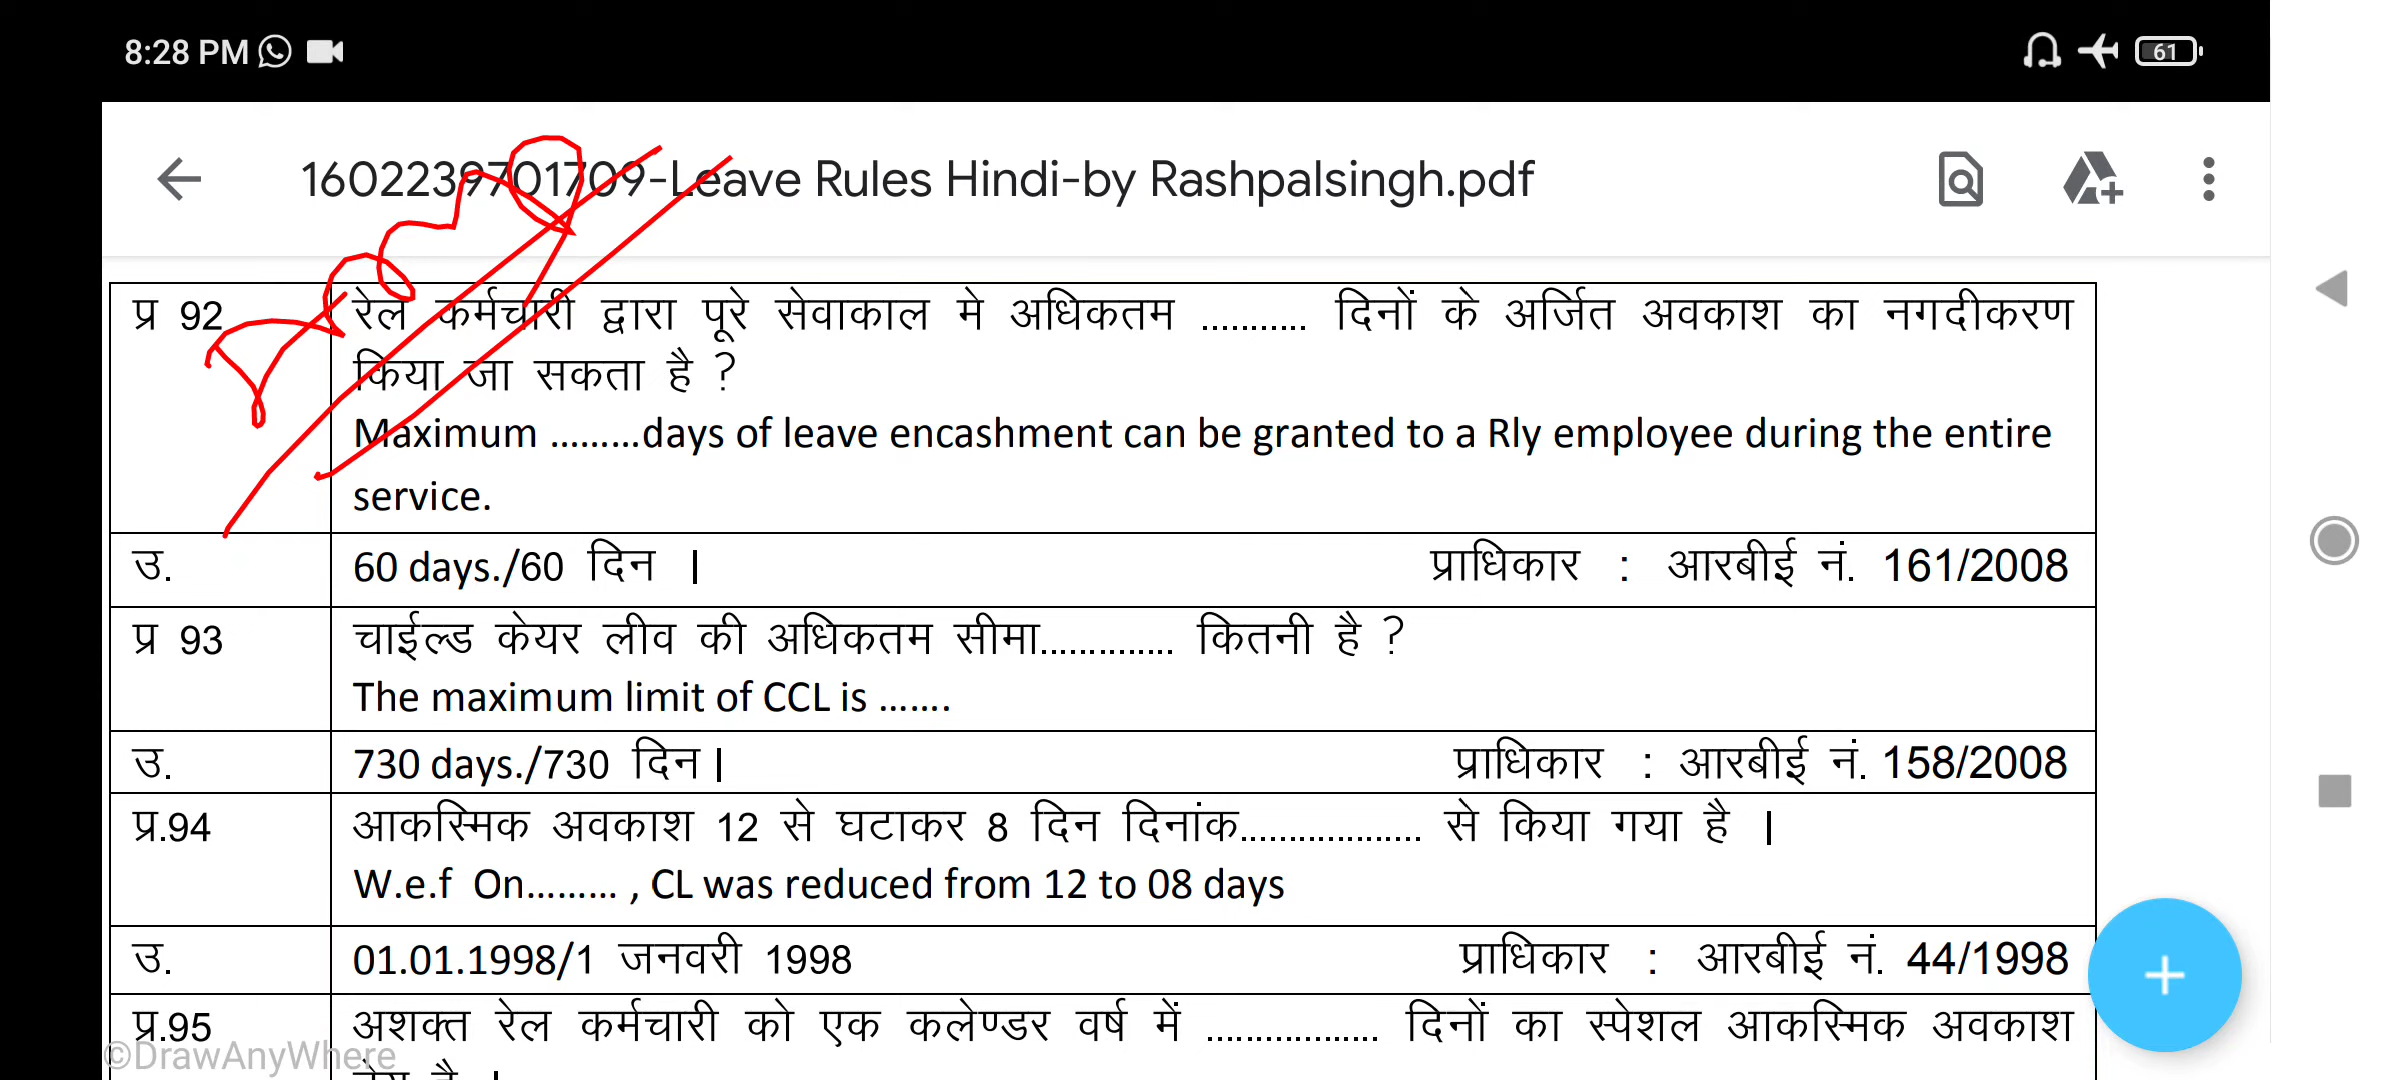 8:28 PM
61
1602239701709-Leave Rules Hindi-by Rashpalsingh.pdf
प्र 92 रेल कर्मचारी द्वारा पूरे सेवाकाल मे अधिकतम ........... दिनों के अर्जित अवकाश का नगदीकरण
किया जा सकता है ?
Maximum .........days of leave encashment can be granted to a Rly employee during the entire
service.
उ. 60 days./60 दिन । प्राधिकार : आरबीई नं. 161/2008
प्र 93 चाईल्ड केयर लीव की अधिकतम सीमा.............. कितनी है ?
The maximum limit of CCL is .......
उ. 730 days./730 दिन। प्राधिकार : आरबीई नं. 158/2008
प्र.94 आकस्मिक अवकाश 12 से घटाकर 8 दिन दिनांक................... से किया गया है ।
W.e.f On......... , CL was reduced from 12 to 08 days
उ. 01.01.1998/1 जनवरी 1998 प्राधिकार : आरबीई नं. 44/1998
प्र.95 अशक्त रेल कर्मचारी को एक कलेण्डर वर्ष में .................. दिनों का स्पेशल आकस्मिक अवकाश
©DrawAnyWhere